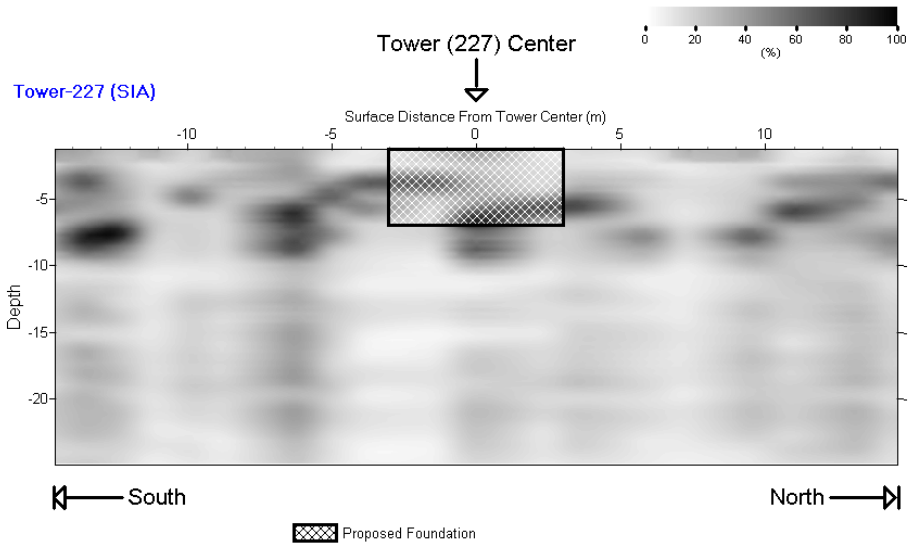 Tower (227) Center
0 20 40 60 80 100
(%)
Tower-227 (SIA)
Surface Distance From Tower Center (m)
-10 -5 0 5 10
Depth
-5
-10
-15
-20
South
North
Proposed Foundation